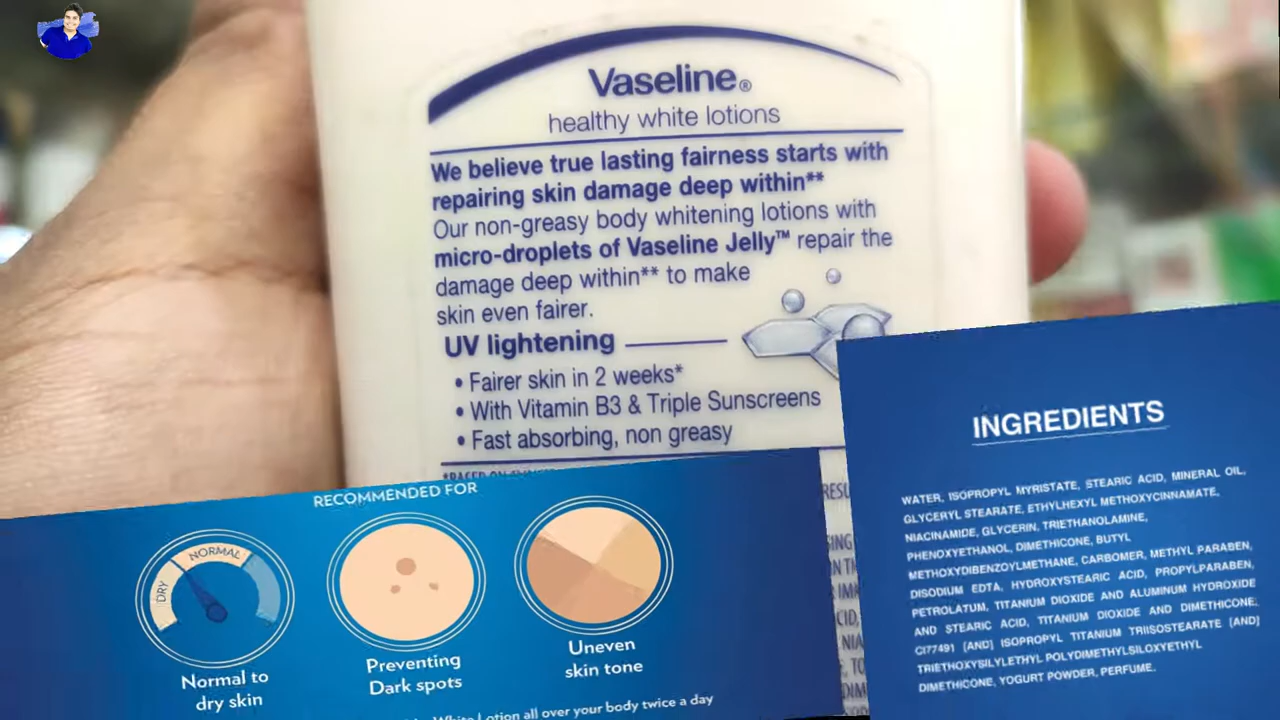 Vaseline®
healthy white lotions
We believe true lasting fairness starts with
repairing skin damage deep within**
Our non-greasy body whitening lotions with
micro-droplets of Vaseline Jelly™ repair the
damage deep within** to make
skin even fairer.
UV lightening
• Fairer skin in 2 weeks*
• With Vitamin B3 & Triple Sunscreens
• Fast absorbing, non greasy
RECOMMENDED FOR
DRY
NORMAL
Normal to
dry skin
Preventing
Dark spots
Uneven
skin tone
White Lotion all over your body twice a day
INGREDIENTS
WATER, ISOPROPYL MYRISTATE, STEARIC ACID, MINERAL OIL,
GLYCERYL STEARATE, ETHYLHEXYL METHOXYCINNAMATE,
NIACINAMIDE, GLYCERIN, TRIETHANOLAMINE,
PHENOXYETHANOL, DIMETHICONE, BUTYL
METHOXYDIBENZOYLMETHANE, CARBOMER, METHYL PARABEN,
DISODIUM EDTA, HYDROXYSTEARIC ACID, PROPYLPARABEN,
PETROLATUM, TITANIUM DIOXIDE AND ALUMINUM HYDROXIDE
AND STEARIC ACID, TITANIUM DIOXIDE AND DIMETHICONE,
CI77491 [AND] ISOPROPYL TITANIUM TRIISOSTEARATE [AND]
TRIETHOXYSILYLETHYL POLYDIMETHYLSILOXYETHYL
DIMETHICONE, YOGURT POWDER, PERFUME.